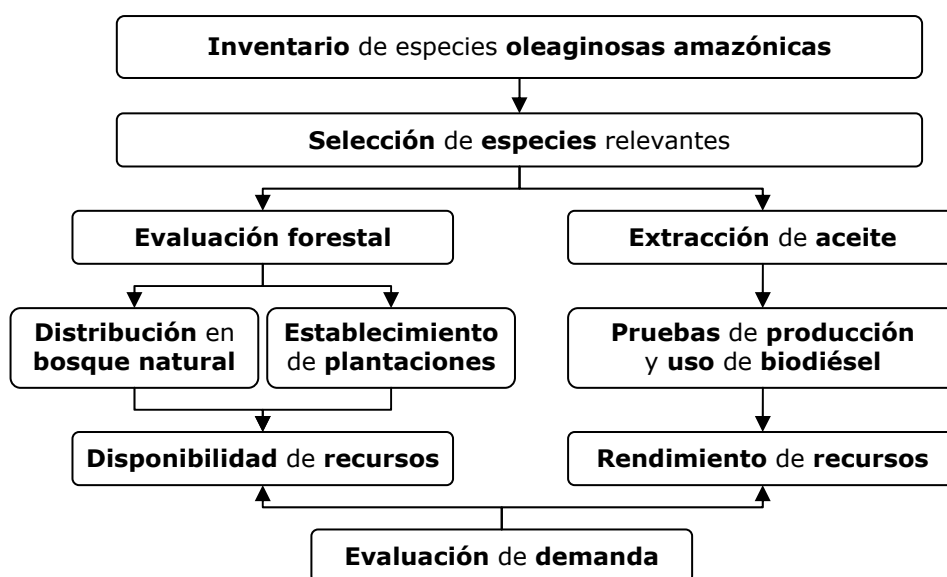 Inventario de especies oleaginosas amazónicas
Selección de especies relevantes
Evaluación forestal
Extracción de aceite
Distribución en
bosque natural
Establecimiento
de plantaciones
Pruebas de producción
y uso de biodiésel
Disponibilidad de recursos
Rendimiento de recursos
Evaluación de demanda